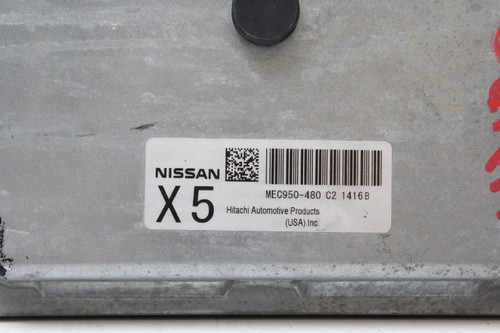 NISSAN
MEC950-480 C2 1416B
X5
Hitachi Automotive Products
(USA).Inc